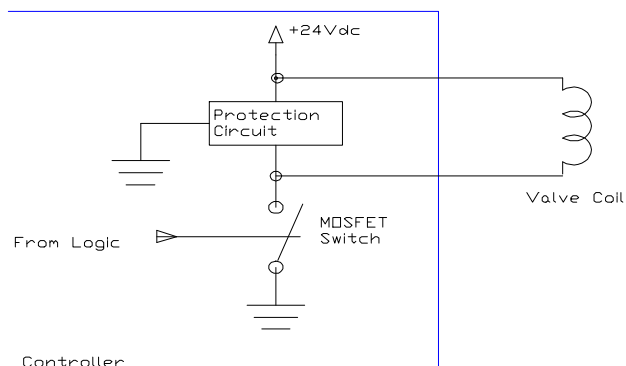 +24Vdc
Protection
Circuit
Valve Coil
MOSFET
Switch
From Logic
Controller